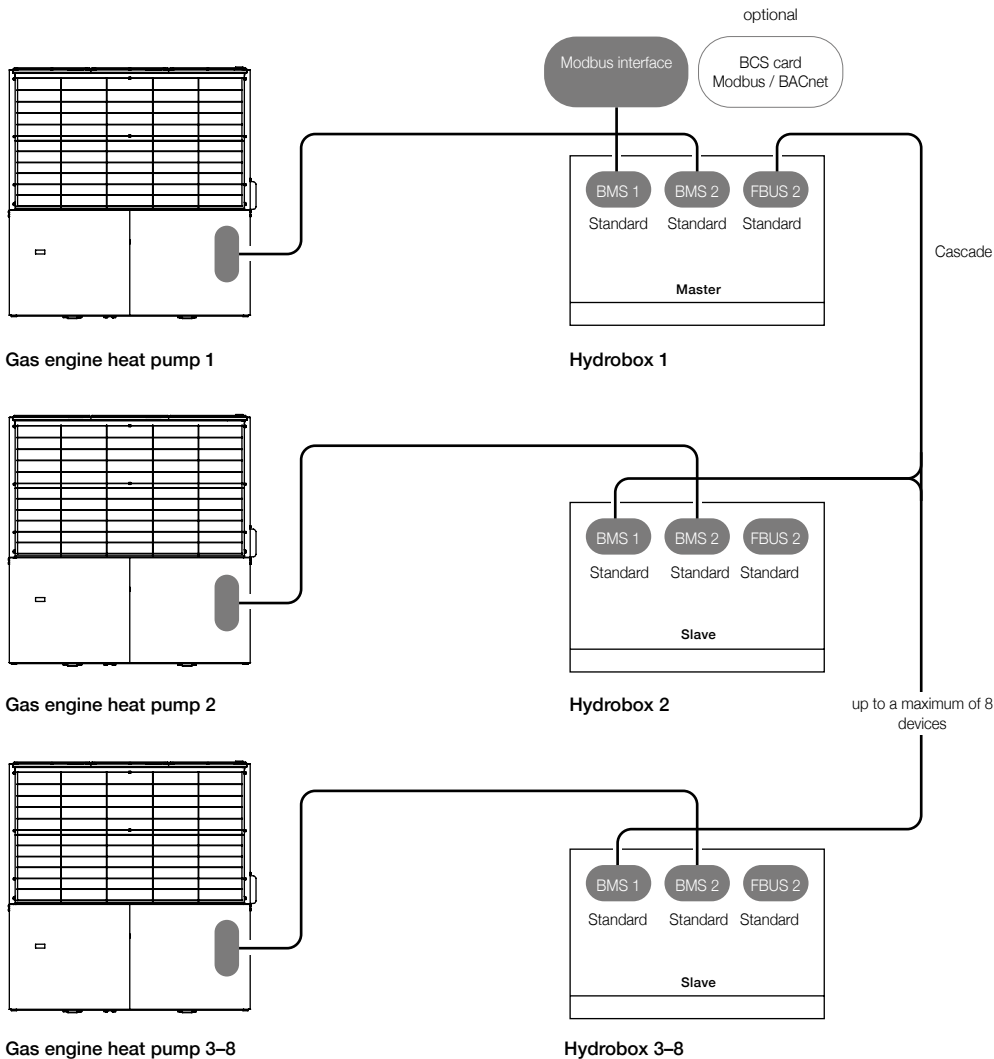 optional
Modbus interface
BCS card
Modbus / BACnet
BMS 1
BMS 2
FBUS 2
Standard
Standard
Standard
Cascade
Master
Gas engine heat pump 1
Hydrobox 1
BMS 1
BMS 2
FBUS 2
Standard
Standard
Standard
Slave
Gas engine heat pump 2
Hydrobox 2
up to a maximum of 8
devices
BMS 1
BMS 2
FBUS 2
Standard
Standard
Standard
Slave
Gas engine heat pump 3–8
Hydrobox 3–8